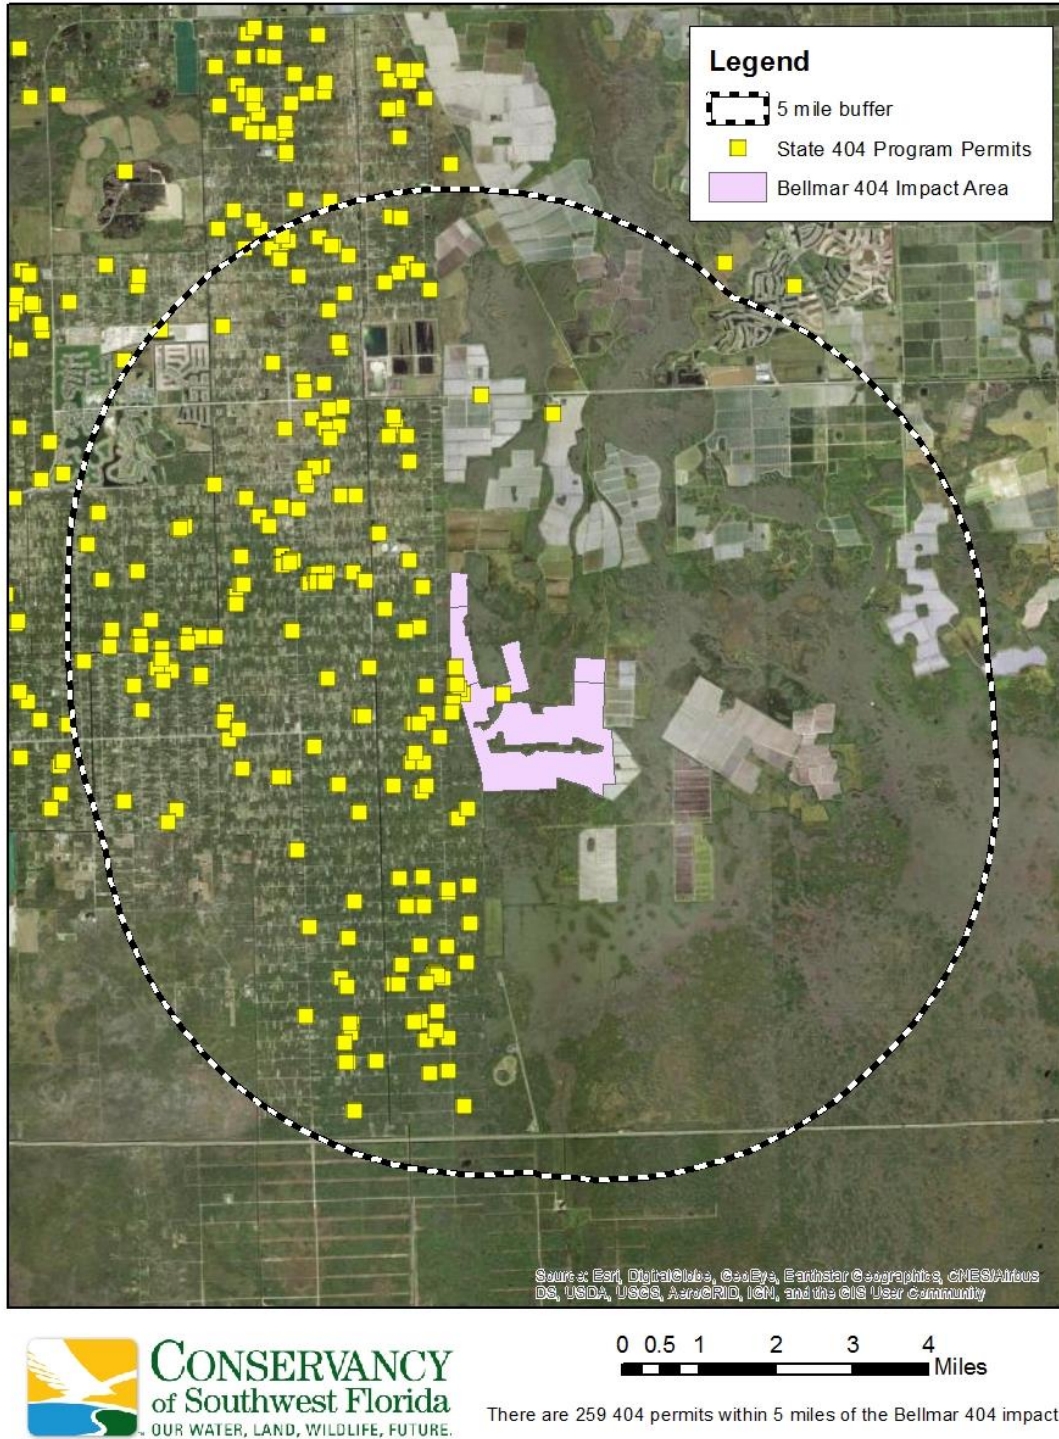 Legend
5 mile buffer
State 404 Program Permits
Bellmar 404 Impact Area
Source: Esri, DigitalGlobe, GeoEye, Earthstar Geographics, CNES/Airbus
DS, USDA, USGS, AeroGRID, IGN, and the GIS User Community
CONSERVANCY
of Southwest Florida
OUR WATER, LAND, WILDLIFE, FUTURE.
0 0.5 1 2 3 4
Miles
There are 259 404 permits within 5 miles of the Bellmar 404 impact